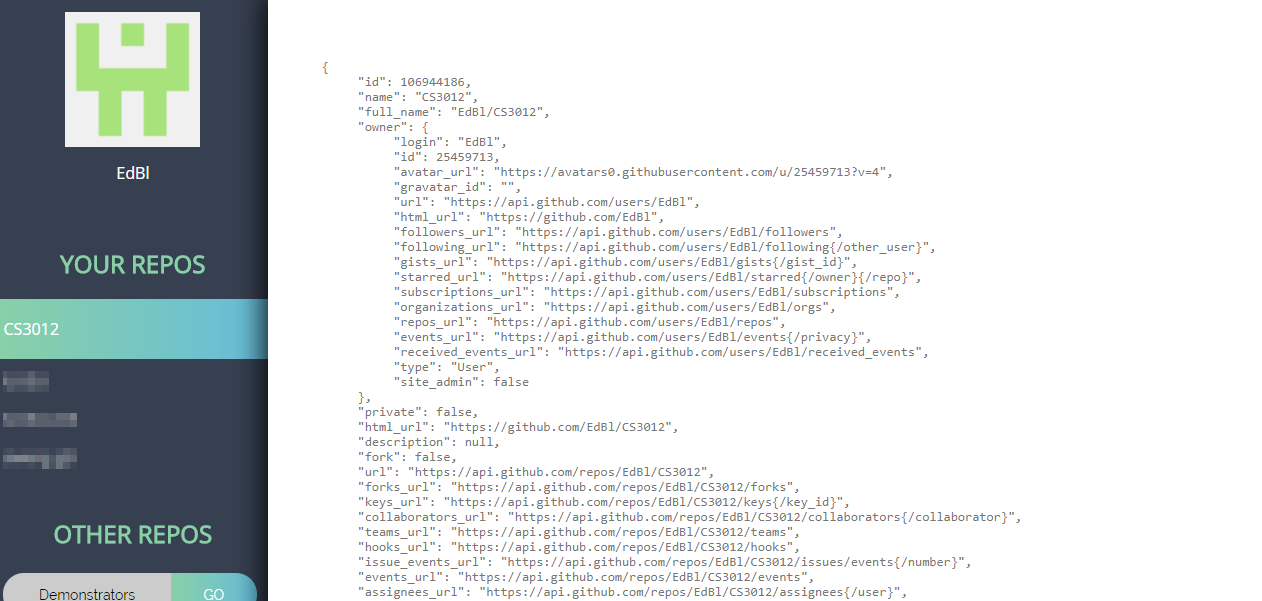 EdBl
YOUR REPOS
CS3012
OTHER REPOS
Demonstrators GO
{
"id": 106944186,
"name": "CS3012",
"full_name": "EdBl/CS3012",
"owner": {
"login": "EdBl",
"id": 25459713,
"avatar_url": "https://avatars0.githubusercontent.com/u/25459713?v=4",
"gravatar_id": "",
"url": "https://api.github.com/users/EdBl",
"html_url": "https://github.com/EdBl",
"followers_url": "https://api.github.com/users/EdBl/followers",
"following_url": "https://api.github.com/users/EdBl/following{/other_user}",
"gists_url": "https://api.github.com/users/EdBl/gists{/gist_id}",
"starred_url": "https://api.github.com/users/EdBl/starred{/owner}{/repo}",
"subscriptions_url": "https://api.github.com/users/EdBl/subscriptions",
"organizations_url": "https://api.github.com/users/EdBl/orgs",
"repos_url": "https://api.github.com/users/EdBl/repos",
"events_url": "https://api.github.com/users/EdBl/events{/privacy}",
"received_events_url": "https://api.github.com/users/EdBl/received_events",
"type": "User",
"site_admin": false
},
"private": false,
"html_url": "https://github.com/EdBl/CS3012",
"description": null,
"fork": false,
"url": "https://api.github.com/repos/EdBl/CS3012",
"forks_url": "https://api.github.com/repos/EdBl/CS3012/forks",
"keys_url": "https://api.github.com/repos/EdBl/CS3012/keys{/key_id}",
"collaborators_url": "https://api.github.com/repos/EdBl/CS3012/collaborators{/collaborator}",
"teams_url": "https://api.github.com/repos/EdBl/CS3012/teams",
"hooks_url": "https://api.github.com/repos/EdBl/CS3012/hooks",
"issue_events_url": "https://api.github.com/repos/EdBl/CS3012/issues/events{/number}",
"events_url": "https://api.github.com/repos/EdBl/CS3012/events",
"assignees_url": "https://api.github.com/repos/EdBl/CS3012/assignees{/user}",